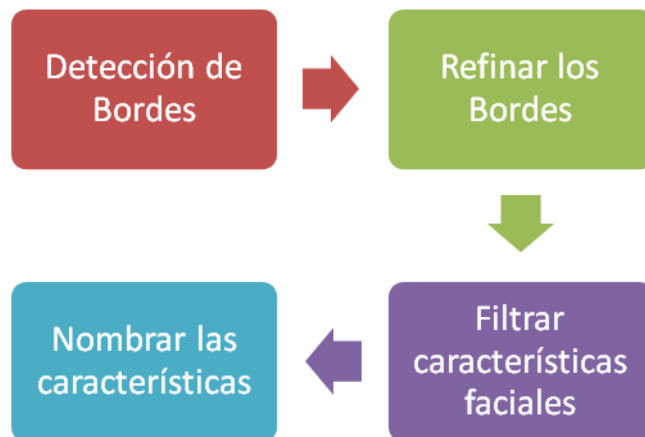 Detección de
Bordes
Refinar los
Bordes
Filtrar
características
faciales
Nombrar las
características